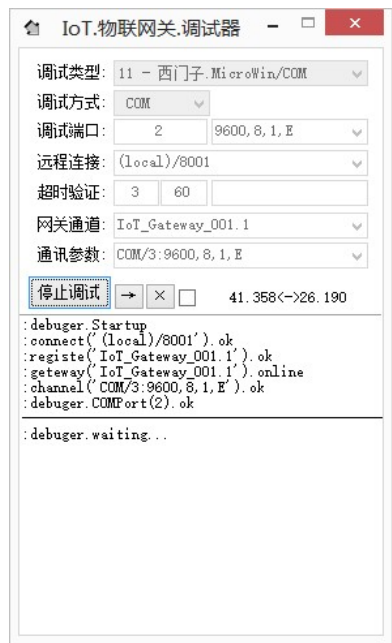 IoT.物联网关.调试器
调试类型: 11 - 西门子.MicroWin/COM
调试方式: COM
调试端口: 2 9600,8,1,E
远程连接: (local)/8001
超时验证: 3 60
网关通道: IoT_Gateway_001.1
通讯参数: COM/3:9600,8,1,E
停止调试 → × 41.358<->26.190
:debuger.Startup
:connect('(local)/8001').ok
:registe('IoT_Gateway_001.1').ok
:geteway('IoT_Gateway_001.1').online
:channel('COM/3:9600,8,1,E').ok
:debuger.COMPort(2).ok
:debuger.waiting...